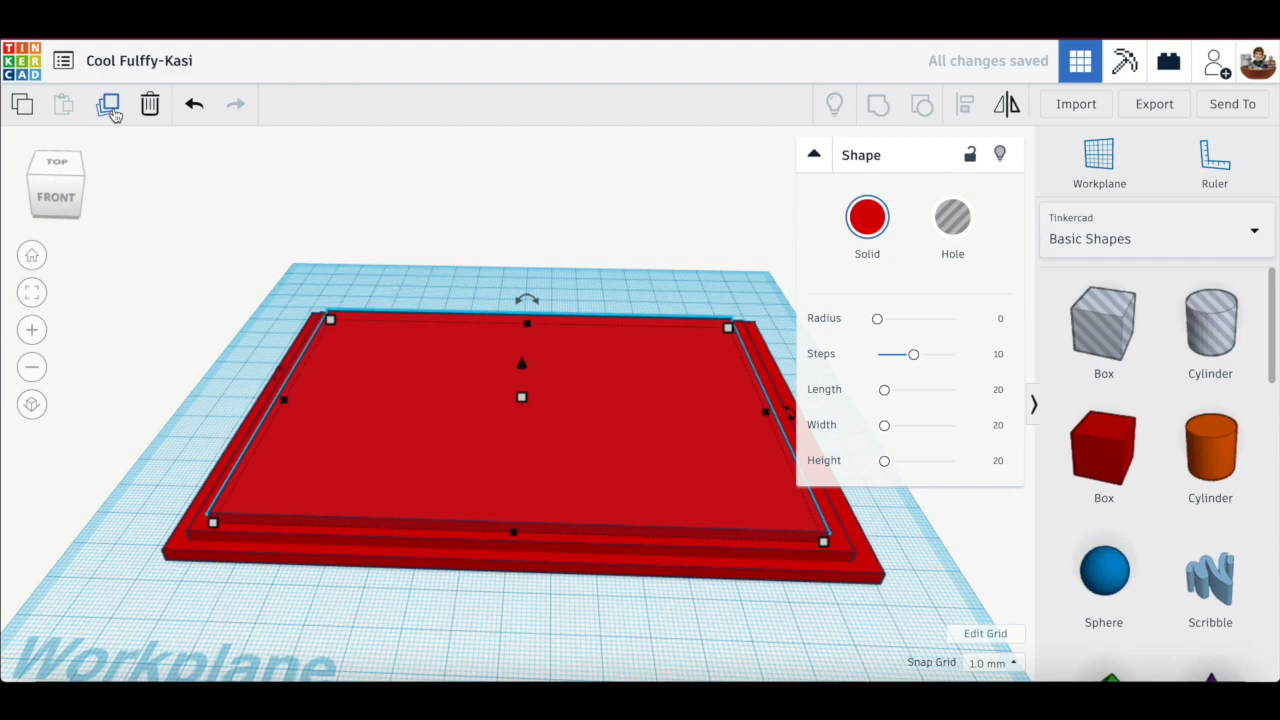 TIN
KER
CAD
Cool Fulffy-Kasi
All changes saved
Import
Export
Send To
TOP
FRONT
Shape
Solid
Hole
Radius 0
Steps 10
Length 20
Width 20
Height 20
Workplane
Ruler
Tinkercad
Basic Shapes
Box
Cylinder
Box
Cylinder
Sphere
Scribble
Edit Grid
Snap Grid 1.0 mm
Workplane